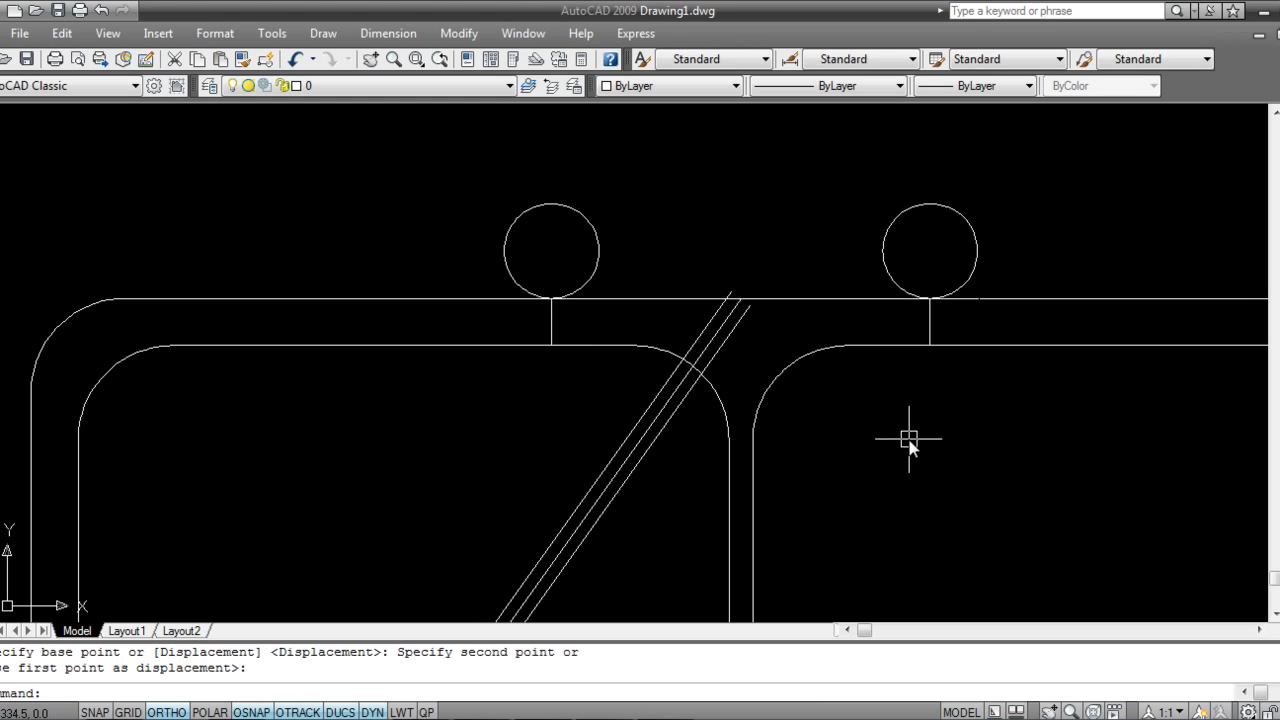 AutoCAD 2009 Drawing1.dwg
Type a keyword or phrase
File Edit View Insert Format Tools Draw Dimension Modify Window Help Express
Standard Standard Standard Standard
oCAD Classic 0 ByLayer ByLayer ByLayer ByColor
Y
X
Model Layout1 Layout2
ecify base point or [Displacement] <Displacement>: Specify second point or
e first point as displacement>:
mmand:
334.5, 0.0 SNAP GRID ORTHO POLAR OSNAP OTRACK DUCS DYN LWT QP MODEL 1:1